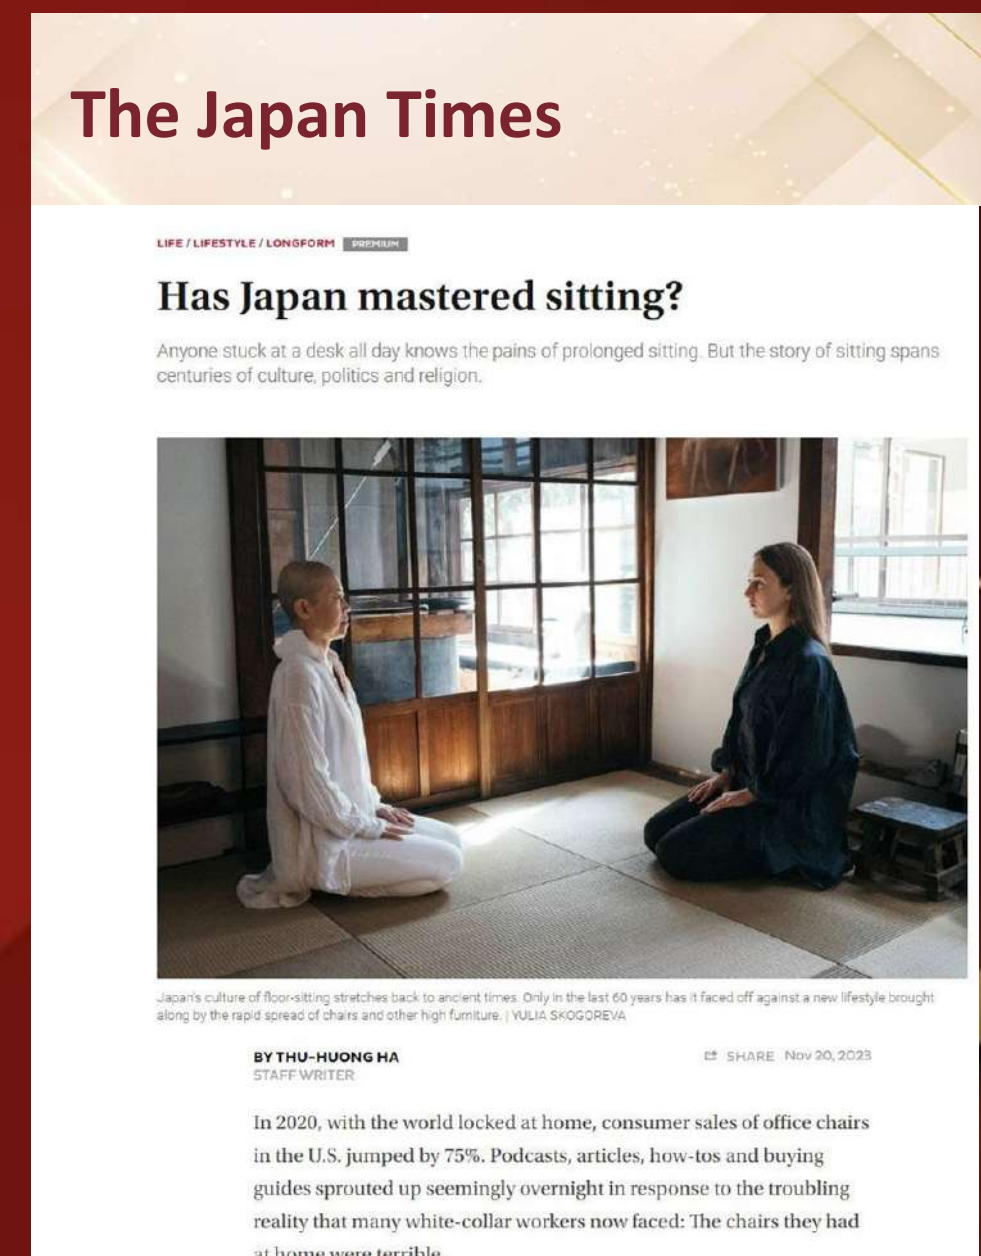 The Japan Times
LIFE / LIFESTYLE / LONGFORM PREMIUM
Has Japan mastered sitting?
Anyone stuck at a desk all day knows the pains of prolonged sitting. But the story of sitting spans
centuries of culture, politics and religion.
Japan's culture of floor-sitting stretches back to ancient times. Only in the last 60 years has it faced off against a new lifestyle brought
along by the rapid spread of chairs and other high furniture. | YULIA SKOGOREVA
BY THU-HUONG HA
SHARE Nov 20, 2023
STAFF WRITER
In 2020, with the world locked at home, consumer sales of office chairs
in the U.S. jumped by 75%. Podcasts, articles, how-tos and buying
guides sprouted up seemingly overnight in response to the troubling
reality that many white-collar workers now faced: The chairs they had
at home were terrible.